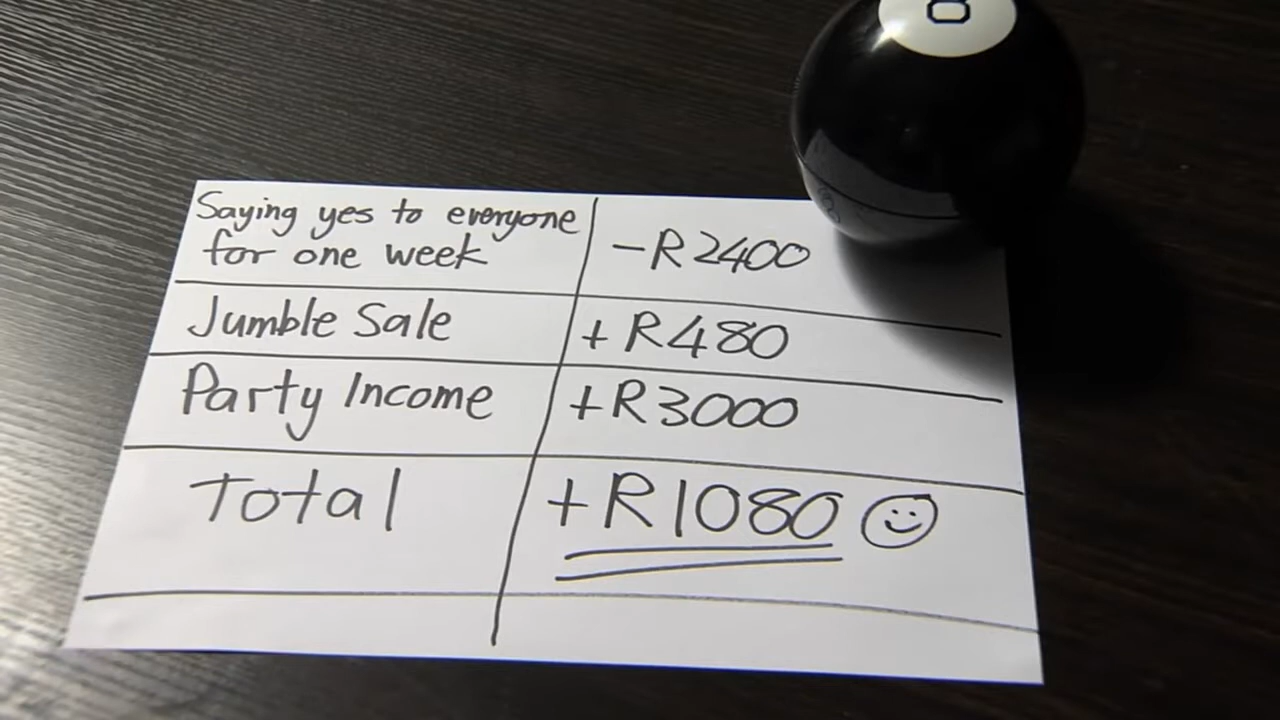 Saying yes to everyone
for one week
-R2400
Jumble Sale
+R480
Party Income
+R3000
Total
+R1080